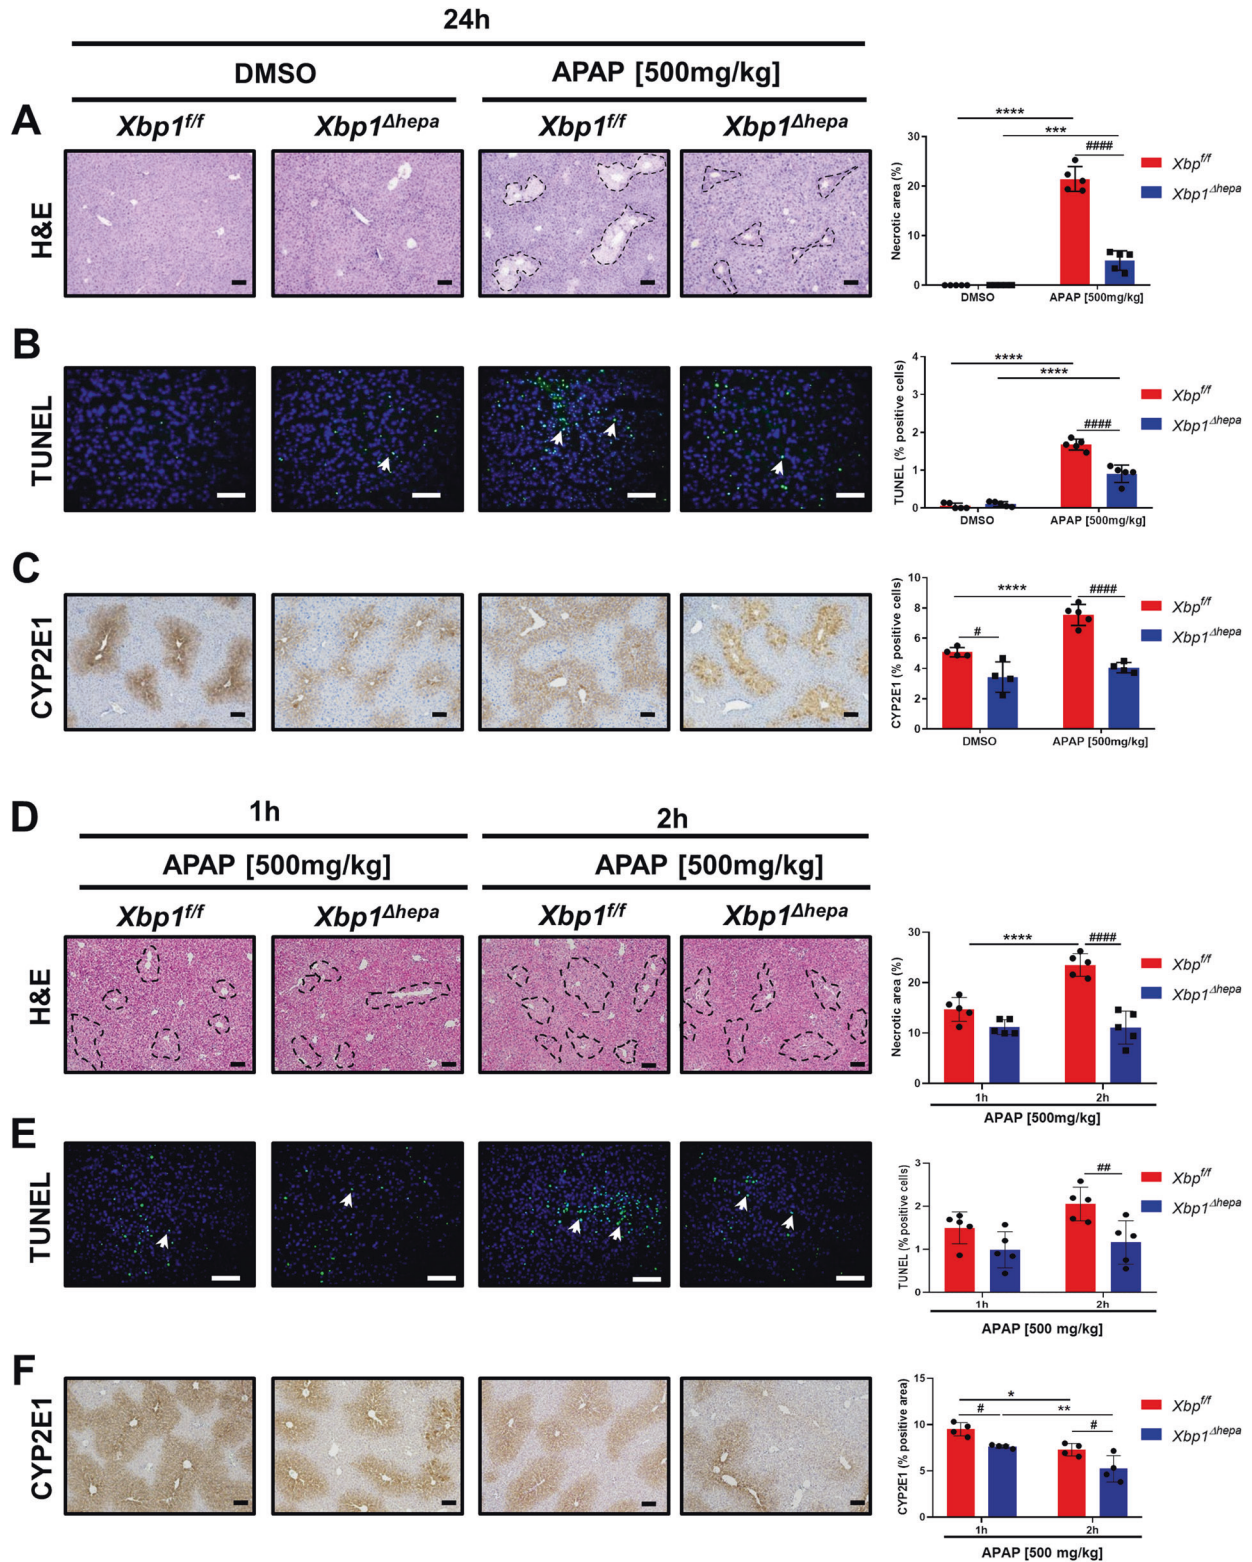 24h
DMSO
APAP [500mg/kg]
Xbp1f/f
Xbp1Δhepa
Xbp1f/f
Xbp1Δhepa
A
H&E
Necrotic area (%)
30
20
10
0
****
***
####
DMSO
APAP [500mg/kg]
Xbpf/f
Xbp1Δhepa
B
TUNEL
TUNEL (% positive cells)
4
3
2
1
0
****
****
####
DMSO
APAP [500mg/kg]
Xbpf/f
Xbp1Δhepa
C
CYP2E1
CYP2E1 (% positive cells)
10
8
6
4
2
0
****
####
#
DMSO
APAP [500mg/kg]
Xbpf/f
Xbp1Δhepa
D
1h
2h
APAP [500mg/kg]
APAP [500mg/kg]
Xbp1f/f
Xbp1Δhepa
Xbp1f/f
Xbp1Δhepa
H&E
Necrotic area (%)
30
20
10
0
****
####
1h
2h
APAP [500mg/kg]
Xbpf/f
Xbp1Δhepa
E
TUNEL
TUNEL (% positive cells)
3
2
1
0
##
1h
2h
APAP [500 mg/kg]
Xbpf/f
Xbp1Δhepa
F
CYP2E1
CYP2E1 (% positive area)
15
10
5
0
*
#
**
#
1h
2h
APAP [500 mg/kg]
Xbpf/f
Xbp1Δhepa